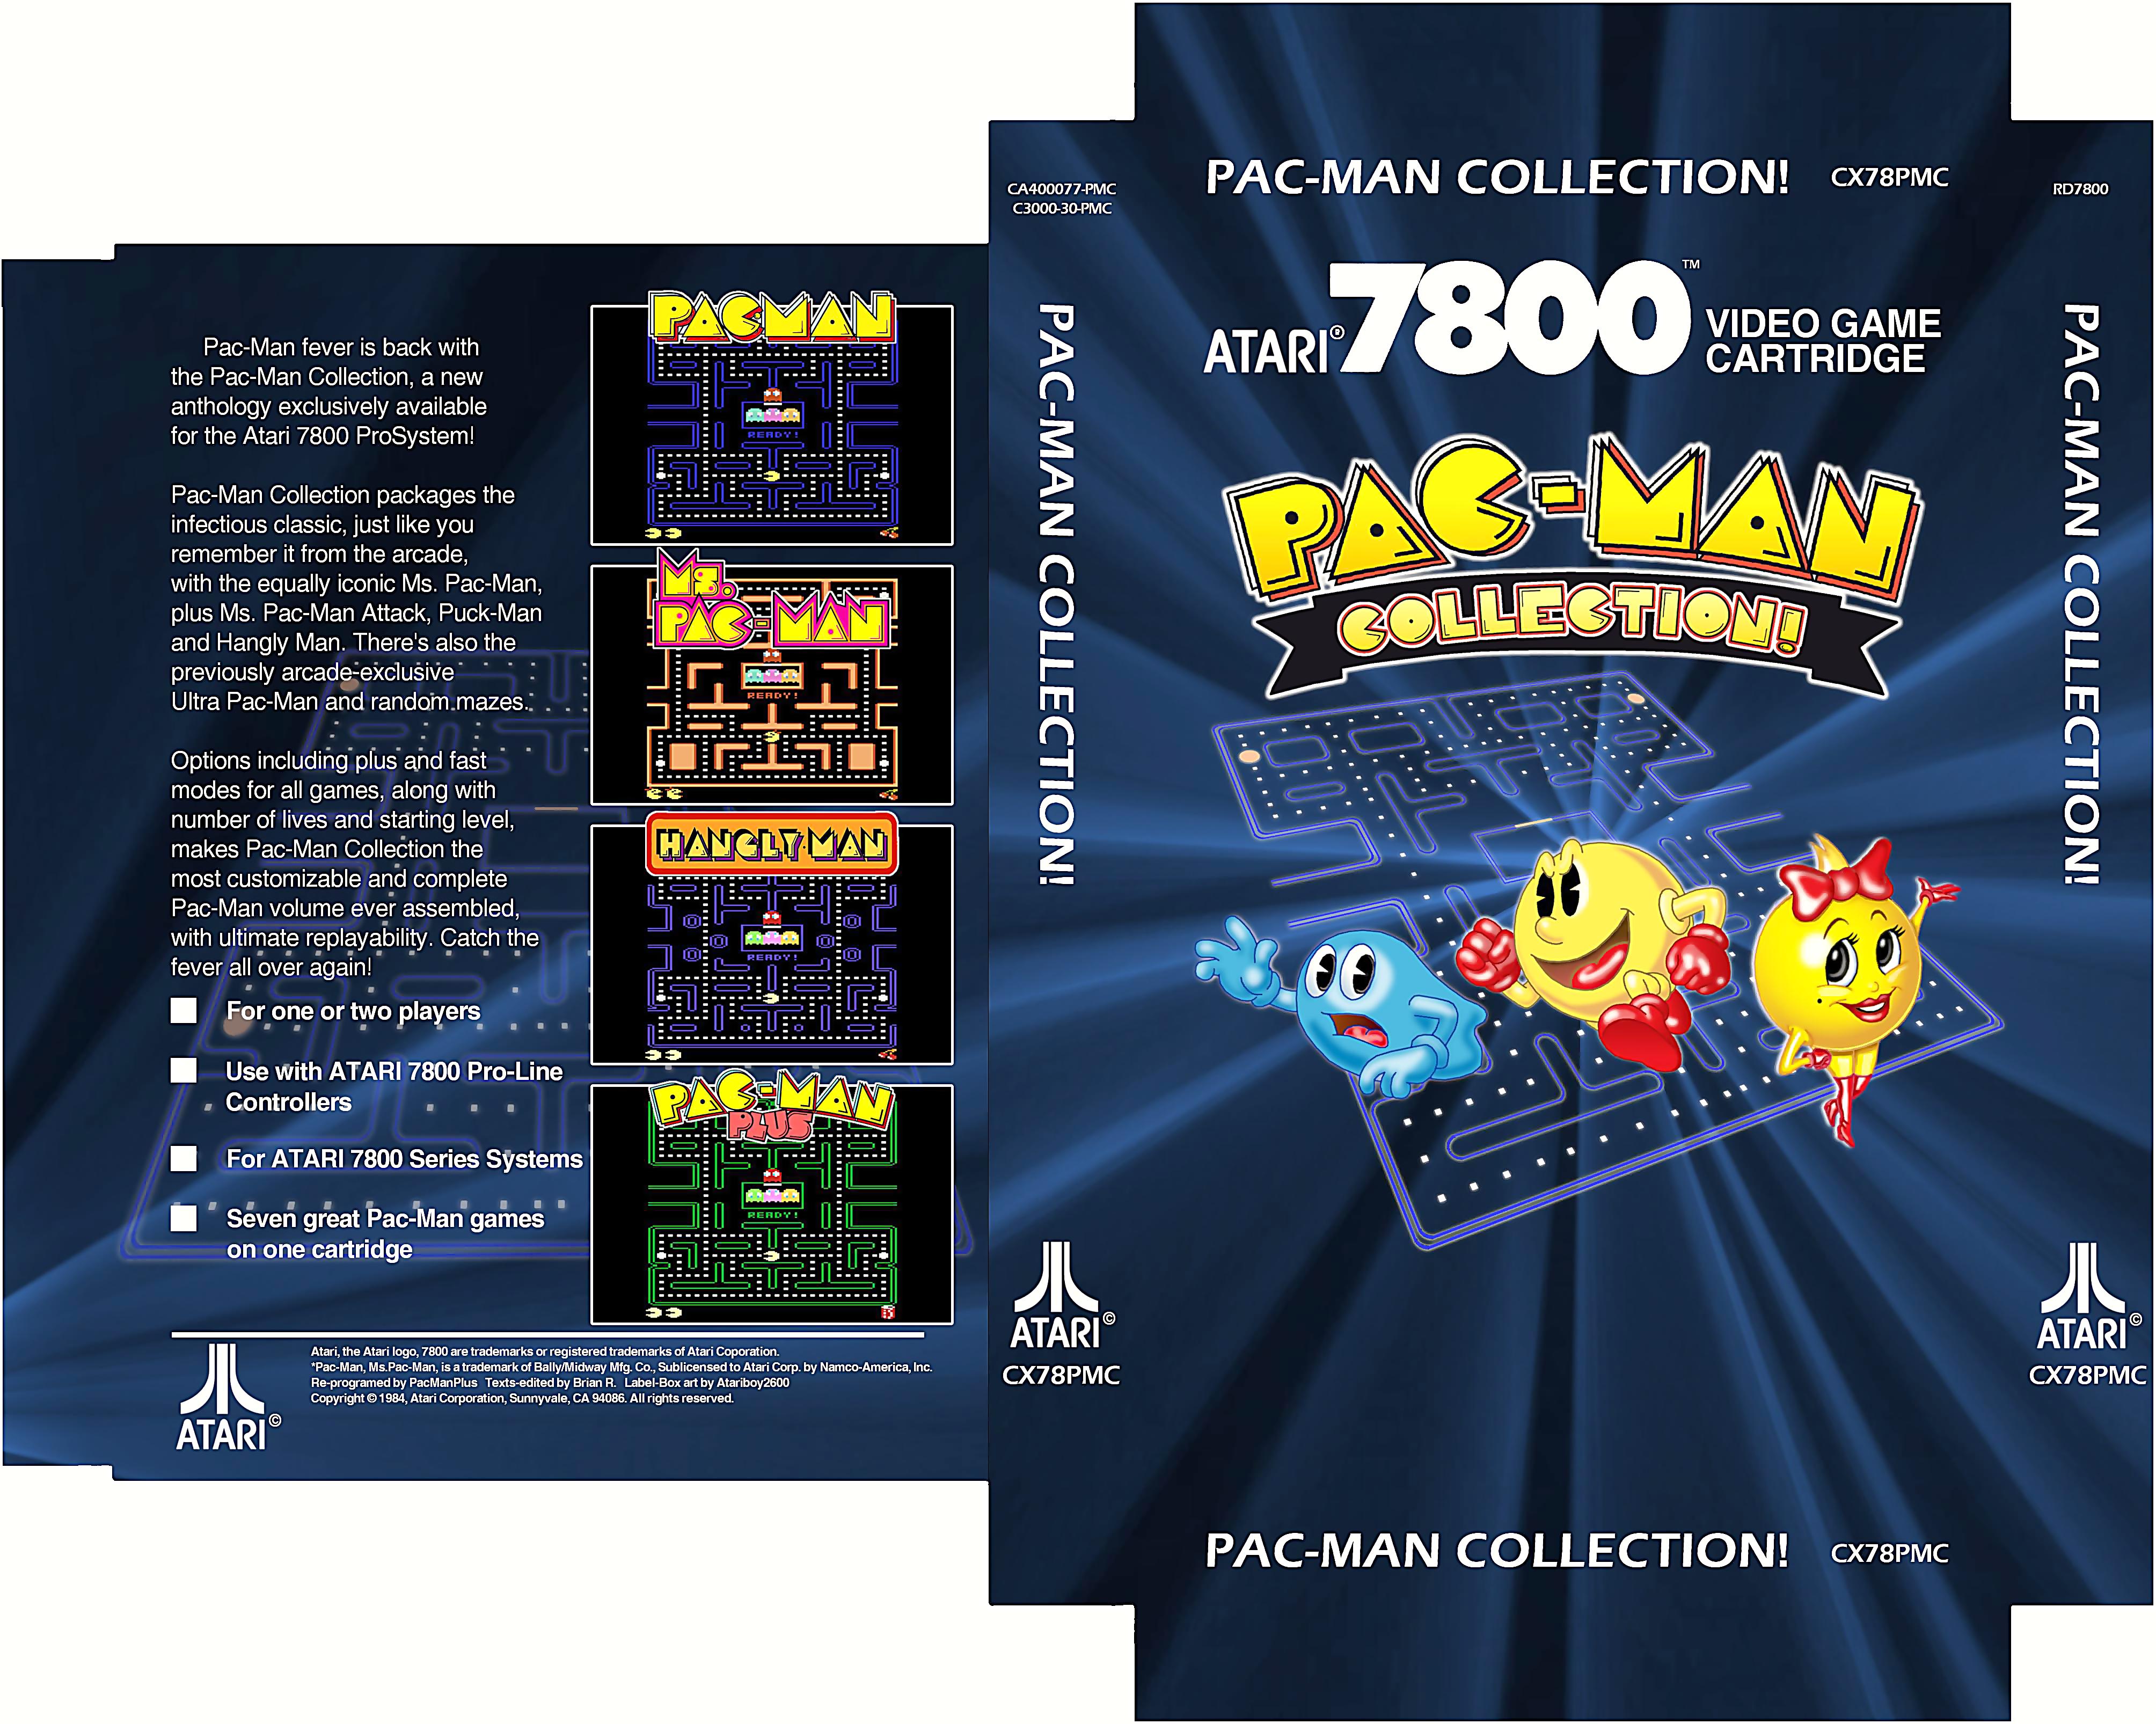 Pac-Man fever is back with
the Pac-Man Collection, a new
anthology exclusively available
for the Atari 7800 ProSystem!
Pac-Man Collection packages the
infectious classic, just like you
remember it from the arcade,
with the equally iconic Ms. Pac-Man,
plus Ms. Pac-Man Attack, Puck-Man
and Hangly Man. There's also the
previously arcade-exclusive
Ultra Pac-Man and random mazes.
Options including plus and fast
modes for all games, along with
number of lives and starting level,
makes Pac-Man Collection the
most customizable and complete
Pac-Man volume ever assembled,
with ultimate replayability. Catch the
fever all over again!
For one or two players
Use with ATARI 7800 Pro-Line
Controllers
For ATARI 7800 Series Systems
Seven great Pac-Man games
on one cartridge
PAC-MAN
READY!
MS.
PAC-MAN
READY!
HANGLY-MAN
READY!
PAC-MAN
PLUS
READY!
ATARI©
Atari, the Atari logo, 7800 are trademarks or registered trademarks of Atari Coporation.
*Pac-Man, Ms.Pac-Man, is a trademark of Bally/Midway Mfg. Co., Sublicensed to Atari Corp. by Namco-America, Inc.
Re-programed by PacManPlus Texts-edited by Brian R. Label-Box art by Atariboy2600
Copyright © 1984, Atari Corporation, Sunnyvale, CA 94086. All rights reserved.
CA400077-PMC
C3000-30-PMC
PAC-MAN COLLECTION!
ATARI©
CX78PMC
PAC-MAN COLLECTION! CX78PMC
ATARI® 7800™ VIDEO GAME
CARTRIDGE
PAC-MAN
COLLECTION!
PAC-MAN COLLECTION! CX78PMC
RD7800
PAC-MAN COLLECTION!
ATARI©
CX78PMC